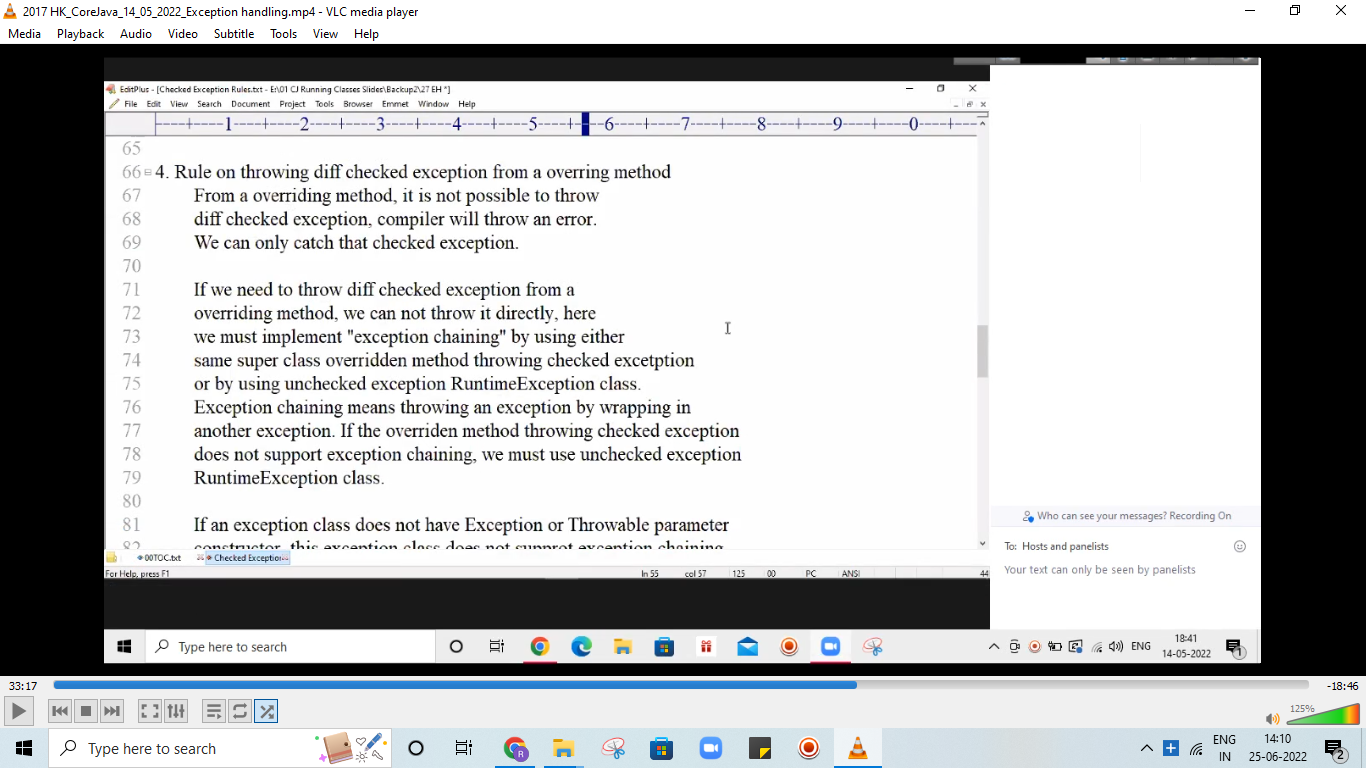 2017 HK_CoreJava_14_05_2022_Exception handling.mp4 - VLC media player
Media Playback Audio Video Subtitle Tools View Help
EditPlus - [Checked Exception Rules.txt - E:\01 CJ Running Classes Slides\Backup2\27 EH *]
File Edit View Search Document Project Tools Browser Emmet Window Help
----+----1----+----2----+----3----+----4----+----5----+----6----+----7----+----8----+----9----+----0----+---
65
66 4. Rule on throwing diff checked exception from a overring method
67 From a overriding method, it is not possible to throw
68 diff checked exception, compiler will throw an error.
69 We can only catch that checked exception.
70
71 If we need to throw diff checked exception from a
72 overriding method, we can not throw it directly, here
73 we must implement "exception chaining" by using either
74 same super class overridden method throwing checked excetption
75 or by using unchecked exception RuntimeException class.
76 Exception chaining means throwing an exception by wrapping in
77 another exception. If the overriden method throwing checked exception
78 does not support exception chaining, we must use unchecked exception
79 RuntimeException class.
80
81 If an exception class does not have Exception or Throwable parameter
82 constructor, this exception class does not supprot exception chaining
00TOC.txt Checked Exception
For Help, press F1 ln 55 col 57 125 00 PC ANSI 44
Who can see your messages? Recording On
To: Hosts and panelists
Your text can only be seen by panelists
Type here to search ENG 18:41 14-05-2022 1
33:17 -18:46
125%
Type here to search ENG IN 14:10 25-06-2022 2